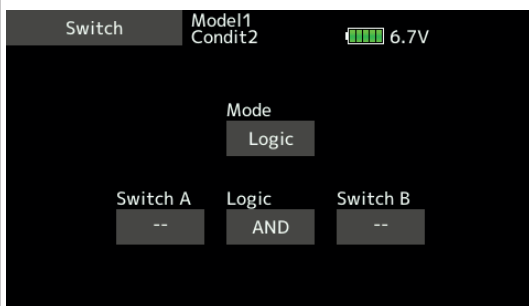 Switch
Model1
Condit2
6.7V
Mode
Logic
Switch A Logic Switch B
-- AND --